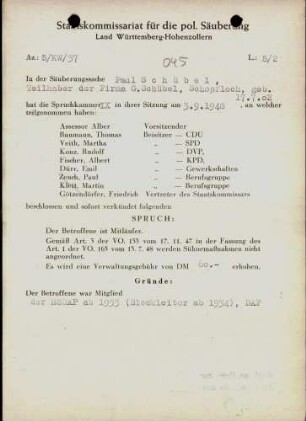 Staatskommissariat für die pol. Säuberung
Land Württemberg-Hohenzollern
Az.: B/KW/37 045 L: B/2
In der Säuberungssache Paul S c h ü b e l ,
Teilhaber der Firma G.Schübel, Schopfloch, geb.
17.7.02
hat die Spruchkammer IX in ihrer Sitzung am 3.9.1948 , an welcher
teilgenommen haben:
Assessor Alber Vorsitzender
Baumann, Thomas Beisitzer – CDU
Veith, Martha „ – SPD
Konz, Rudolf „ – DVP,
Fischer, Albert „ – KPD,
Dürr, Emil „ – Gewerkschaften
Zeuch, Paul „ – Berufsgruppe
Klett, Martin „ – Berufsgruppe
Götzendörfer, Friedrich Vertreter des Staatskommissars
beschlossen und sofort verkündet folgenden
SPRUCH:
Der Betroffene ist Mitläufer.
Gemäß Art. 3 der VO. 133 vom 17. 11. 47 in der Fassung des
Art. 1 der VO. 165 vom 13. 7. 48 werden Sühnemaßnahmen nicht
angeordnet.
Es wird eine Verwaltungsgebühr von DM 60.- erhoben.
Gründe:
Der Betroffene war Mitglied
der NSDAP ab 1933 (Blockleiter ab 1934), DAF